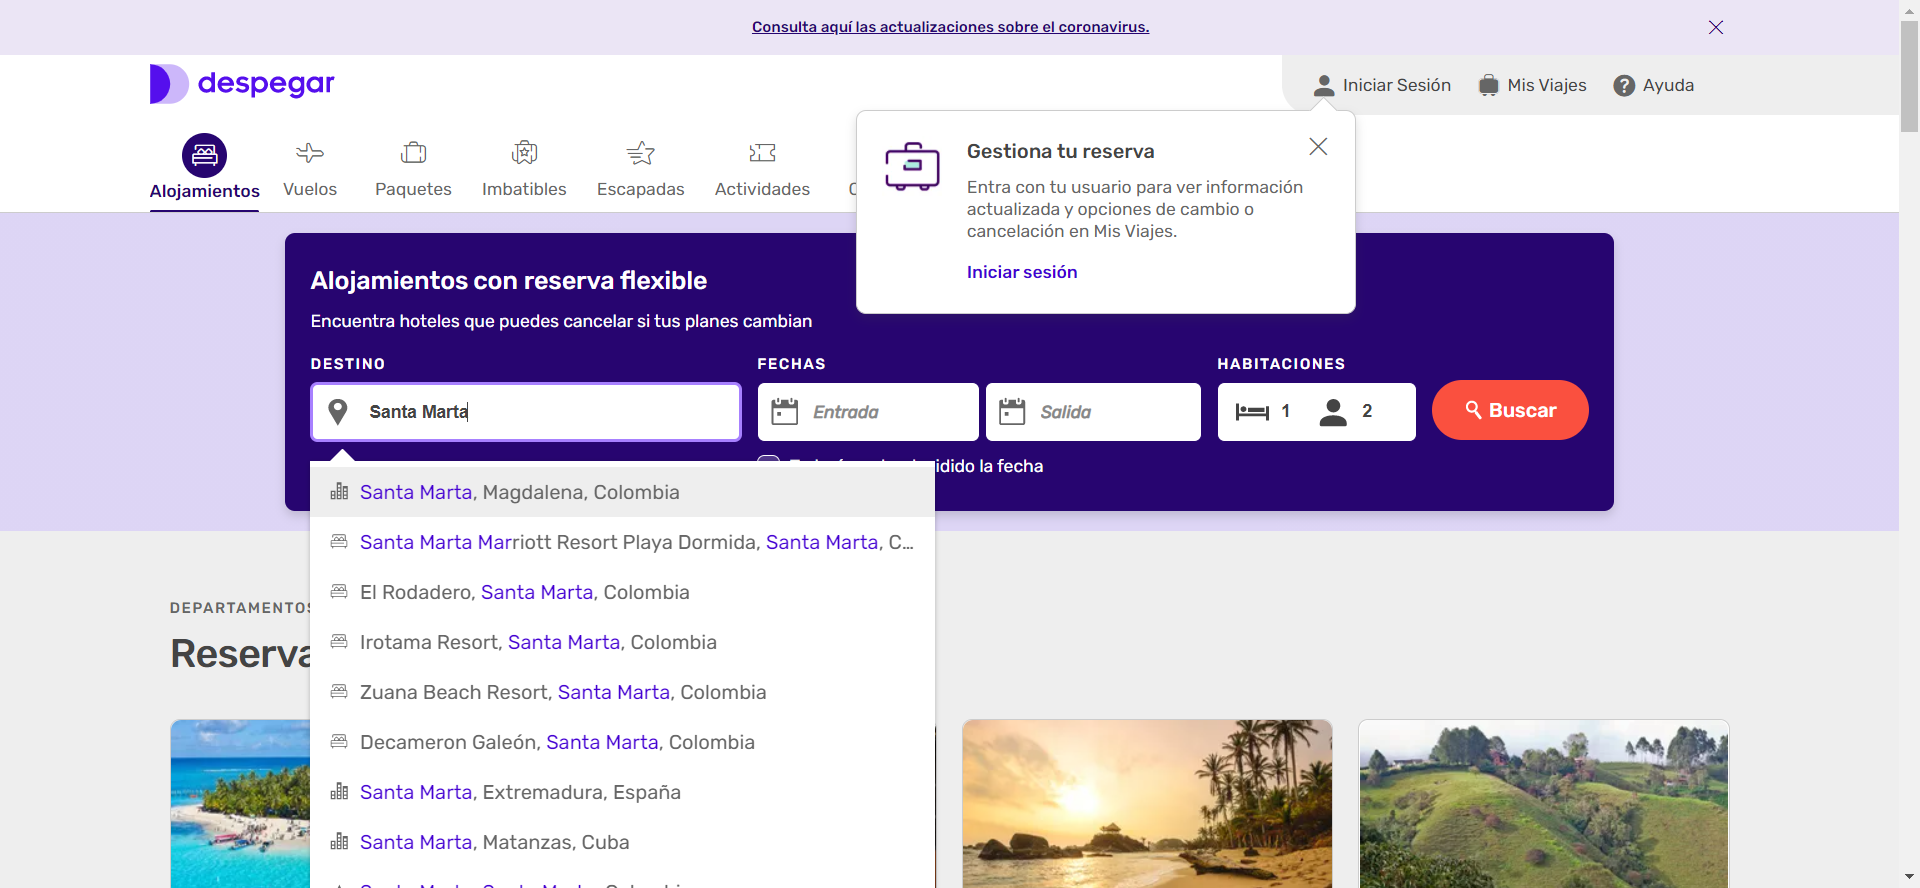 Consulta aquí las actualizaciones sobre el coronavirus.
despegar
Iniciar Sesión
Mis Viajes
Ayuda
Alojamientos
Vuelos
Paquetes
Imbatibles
Escapadas
Actividades
Gestiona tu reserva
Entra con tu usuario para ver información
actualizada y opciones de cambio o
cancelación en Mis Viajes.
Iniciar sesión
Alojamientos con reserva flexible
Encuentra hoteles que puedes cancelar si tus planes cambian
DESTINO
FECHAS
HABITACIONES
Santa Marta
Entrada
Salida
1
2
Buscar
la fecha
Santa Marta, Magdalena, Colombia
Santa Marta Marriott Resort Playa Dormida, Santa Marta, C...
El Rodadero, Santa Marta, Colombia
Irotama Resort, Santa Marta, Colombia
Zuana Beach Resort, Santa Marta, Colombia
Decameron Galeón, Santa Marta, Colombia
Santa Marta, Extremadura, España
Santa Marta, Matanzas, Cuba
DEPARTAMENTOS
Reserva